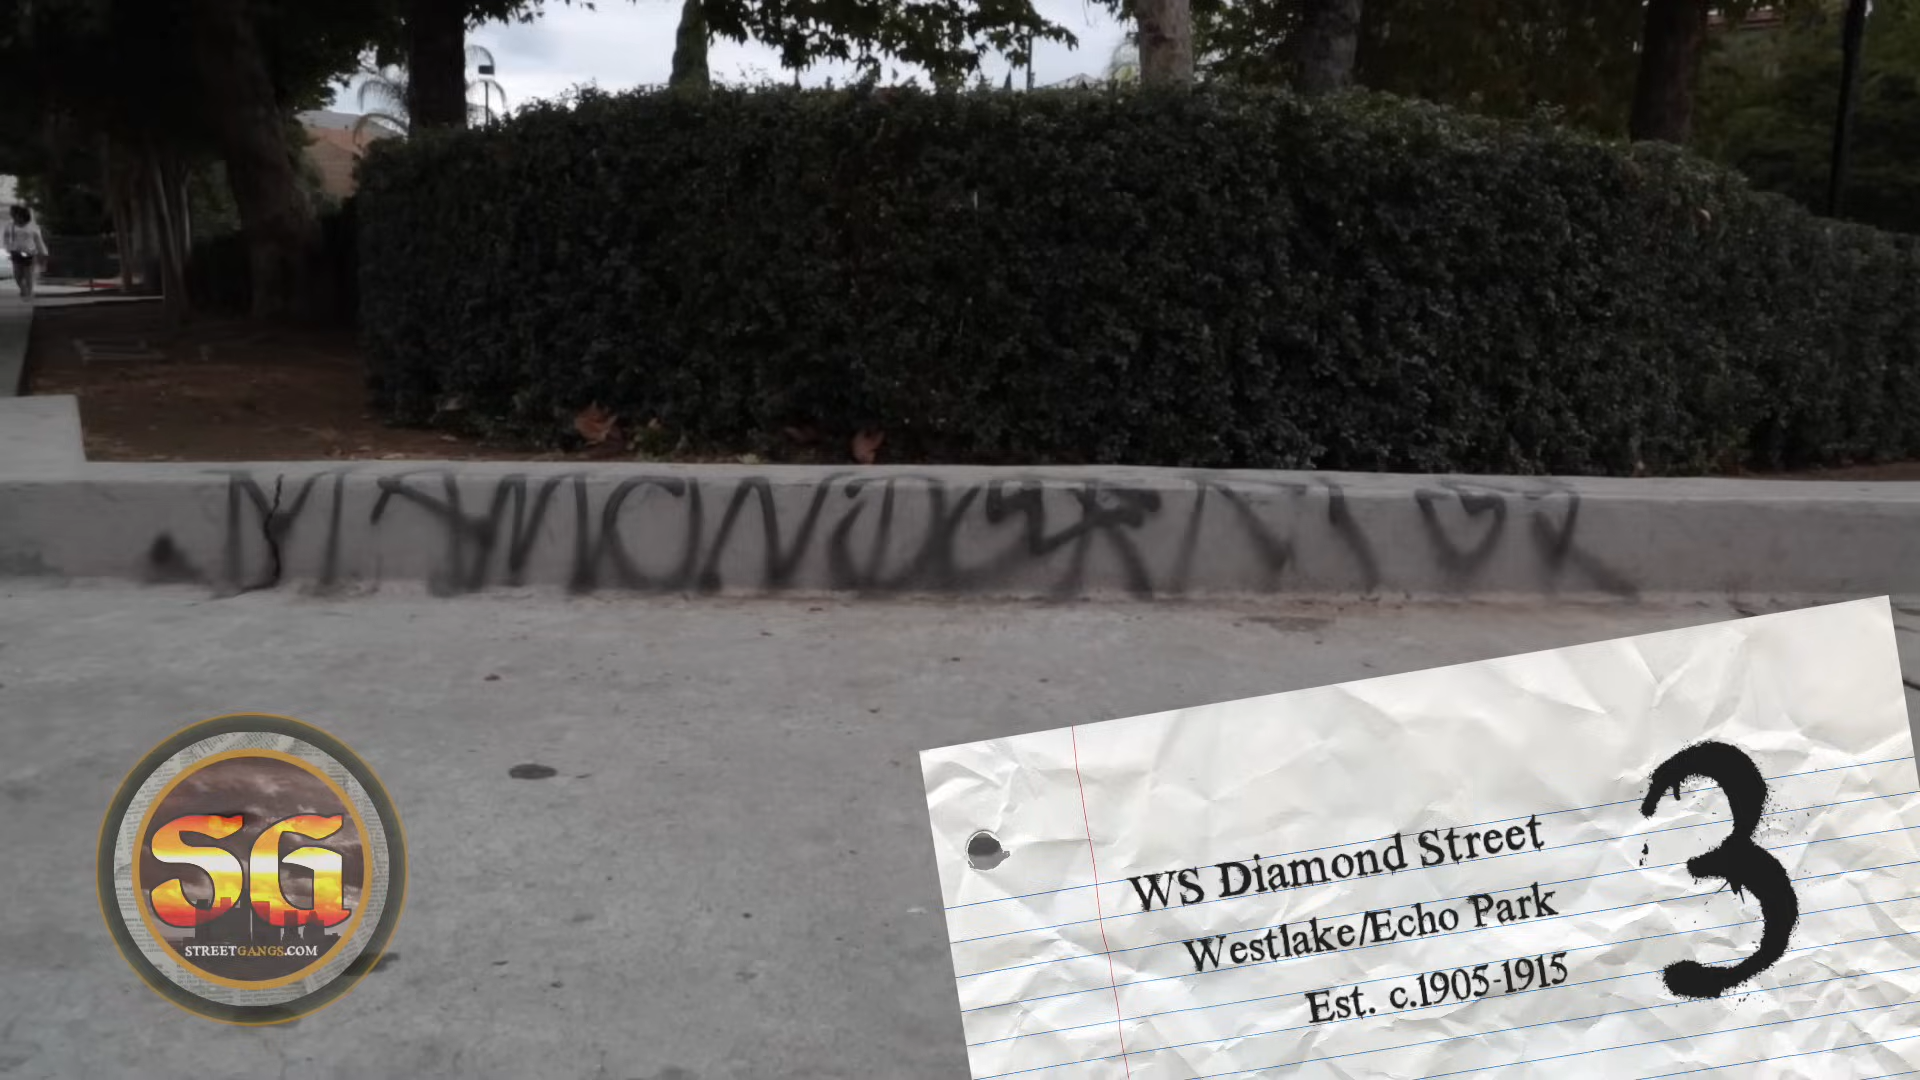 SG
STREETGANGS.COM
WS Diamond Street
Westlake/Echo Park
Est. c.1905-1915
3